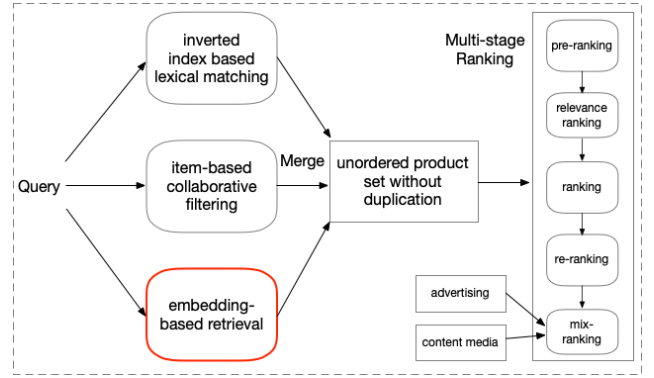 Query
inverted
index based
lexical matching
item-based
collaborative
filtering
embedding-
based retrieval
Merge
unordered product
set without
duplication
Multi-stage
Ranking
pre-ranking
relevance
ranking
ranking
re-ranking
mix-
ranking
advertising
content media